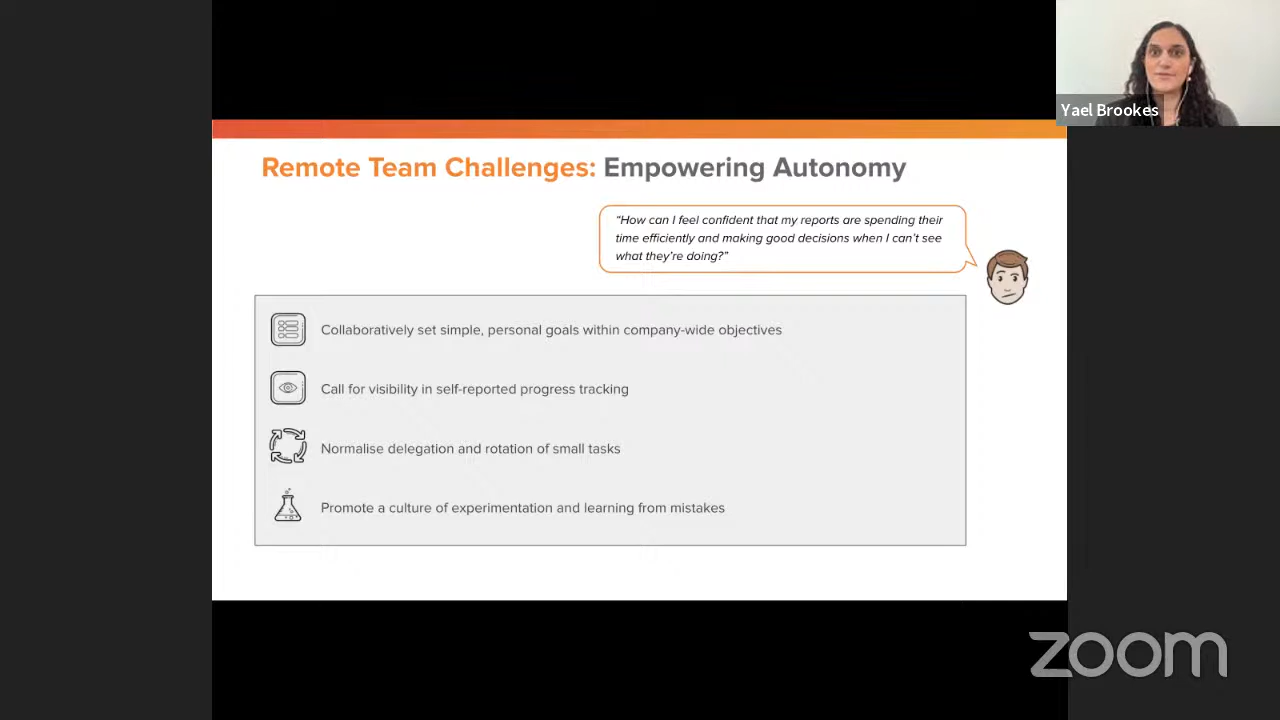 Yael Brookes
Remote Team Challenges: Empowering Autonomy
“How can I feel confident that my reports are spending their
time efficiently and making good decisions when I can’t see
what they’re doing?”
Collaboratively set simple, personal goals within company-wide objectives
Call for visibility in self-reported progress tracking
Normalise delegation and rotation of small tasks
Promote a culture of experimentation and learning from mistakes
zoom